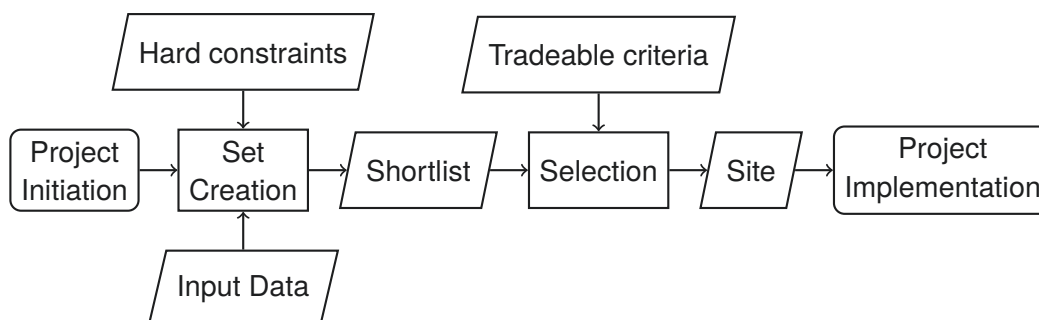 Hard constraints
Tradeable criteria
Project
Initiation
Set
Creation
Shortlist
Selection
Site
Project
Implementation
Input Data